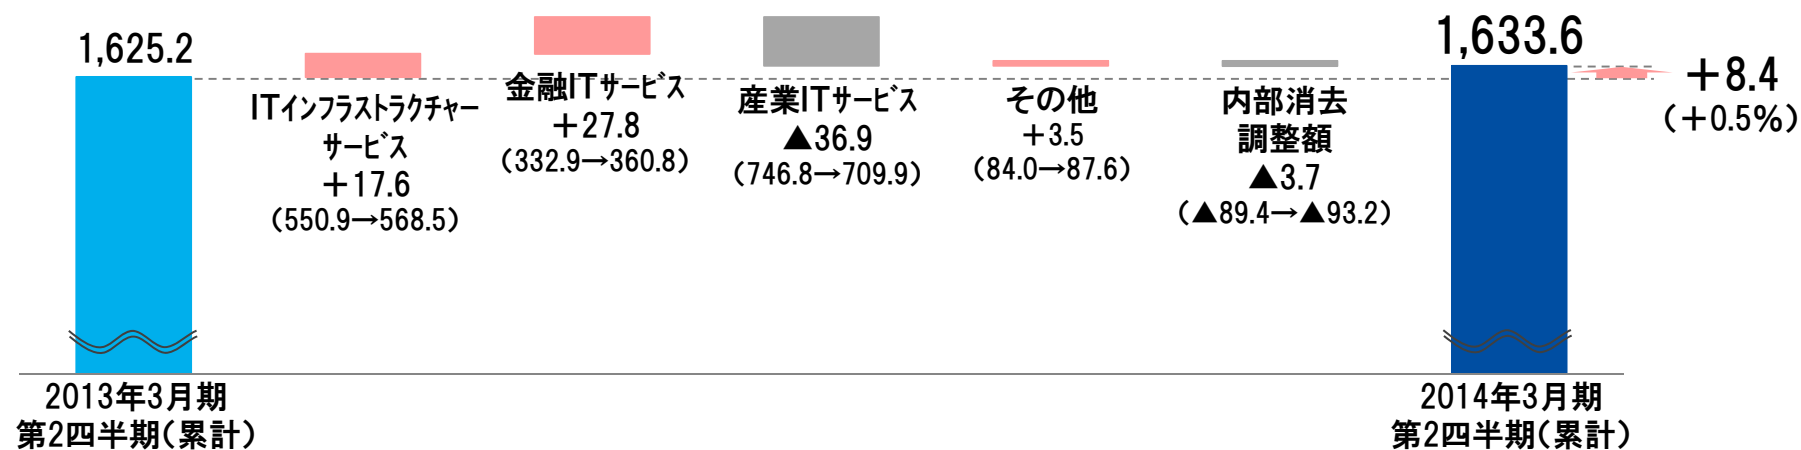 1,625.2
ITインフラストラクチャー
サービス
＋17.6
(550.9→568.5)
金融ITサービス
＋27.8
(332.9→360.8)
産業ITサービス
▲36.9
(746.8→709.9)
その他
＋3.5
(84.0→87.6)
内部消去
調整額
▲3.7
(▲89.4→▲93.2)
1,633.6
＋8.4
(＋0.5%)
2013年3月期
第2四半期(累計)
2014年3月期
第2四半期(累計)